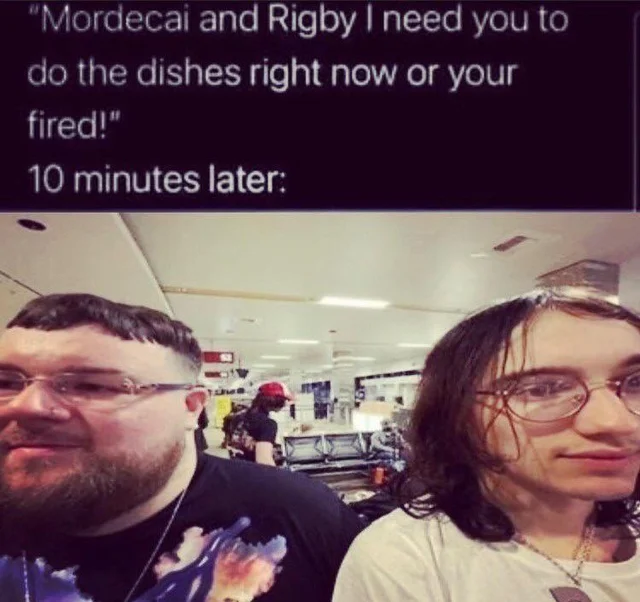 "Mordecai and Rigby I need you to
do the dishes right now or your
fired!"
10 minutes later: